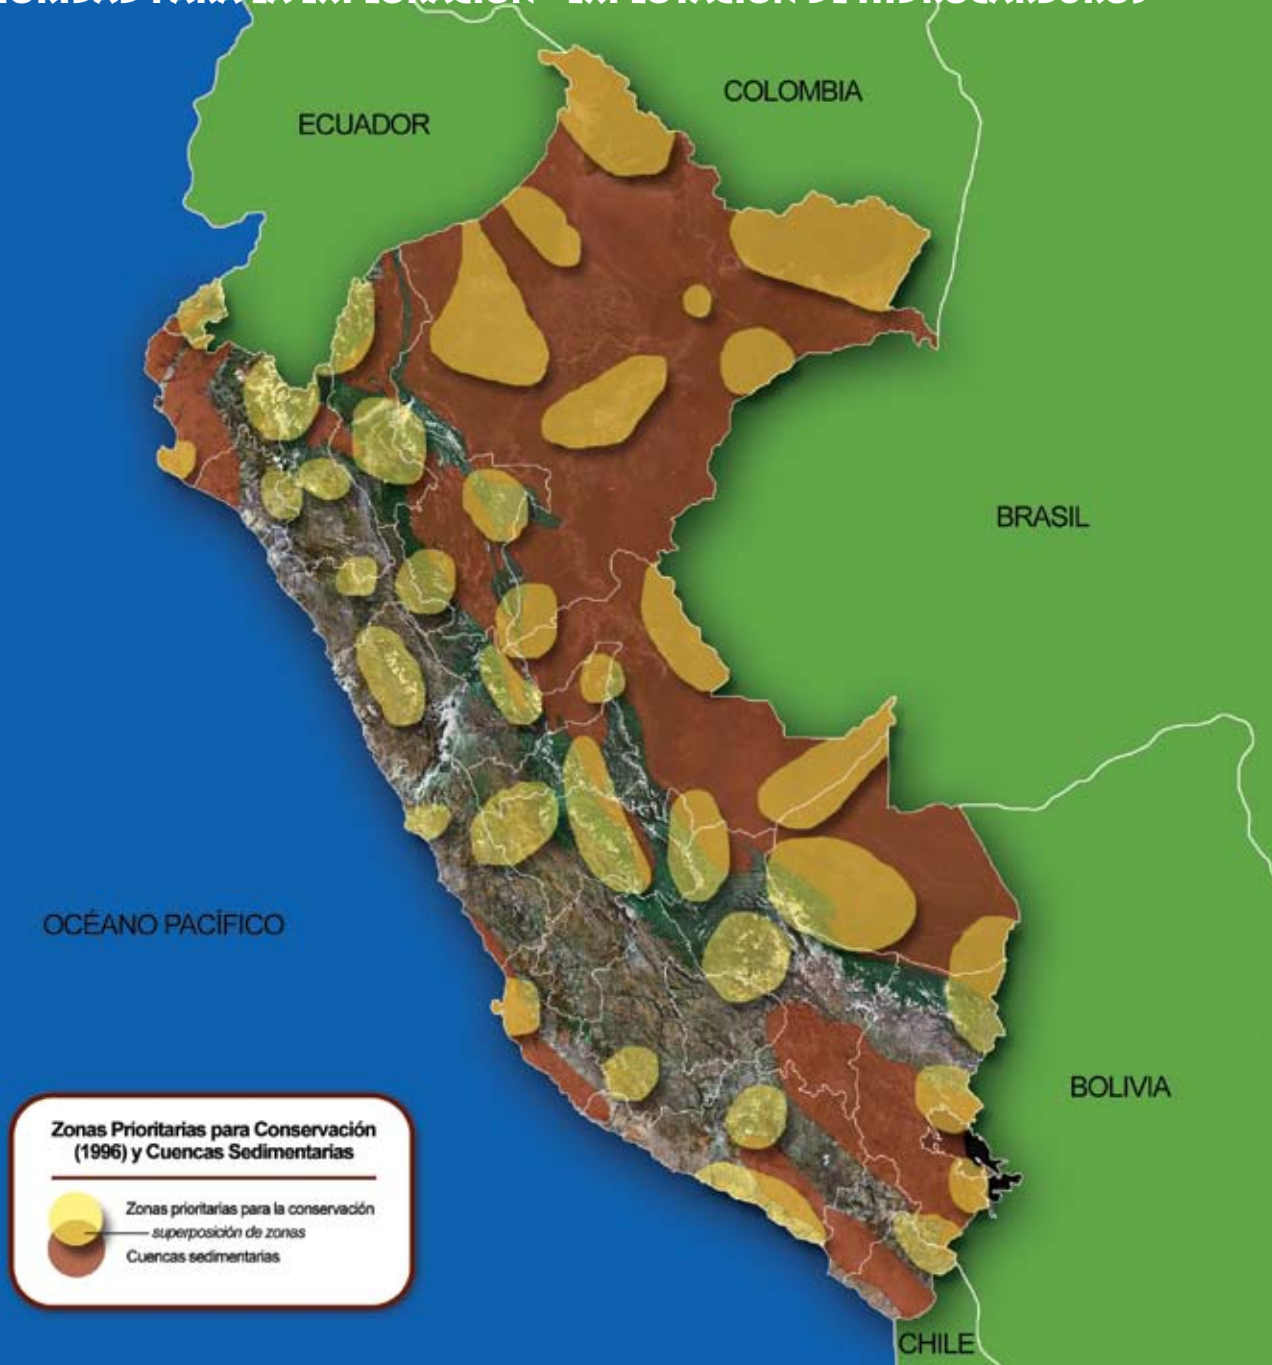 COLOMBIA
ECUADOR
BRASIL
OCÉANO PACÍFICO
BOLIVIA
CHILE
Zonas Prioritarias para Conservación
(1996) y Cuencas Sedimentarias
Zonas prioritarias para la conservación
superposición de zonas
Cuencas sedimentarias